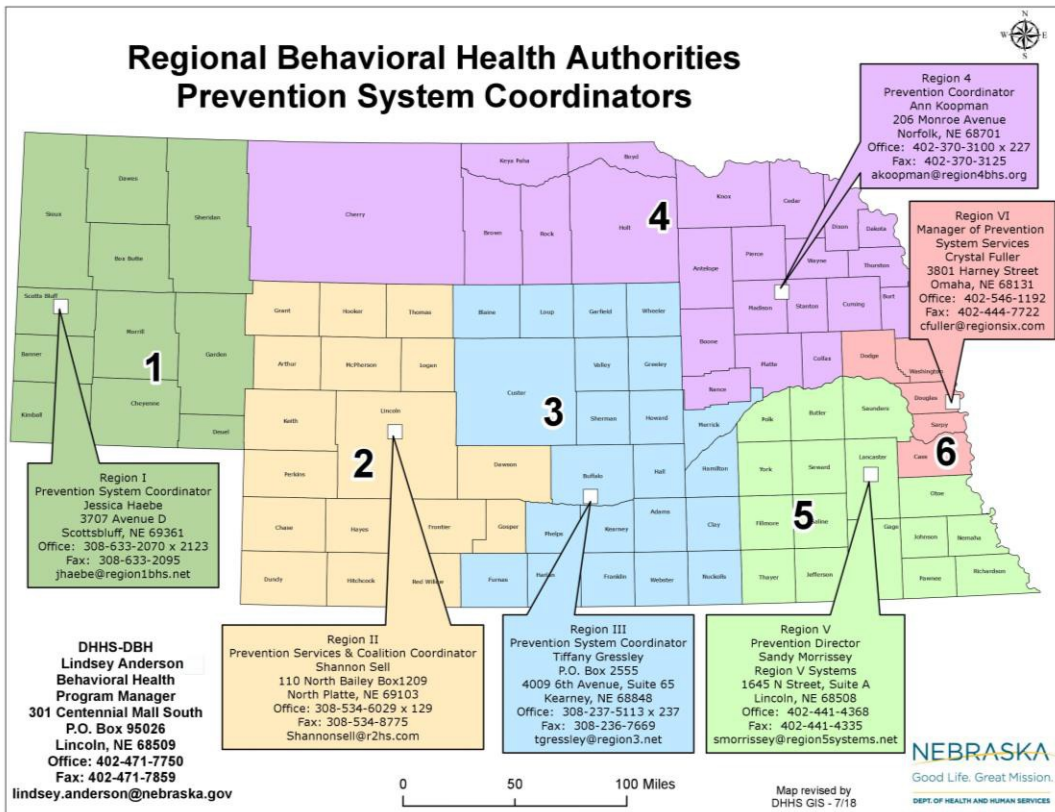 Regional Behavioral Health Authorities
Prevention System Coordinators
N
W
E
S
Region 4
Prevention Coordinator
Ann Koopman
206 Monroe Avenue
Norfolk, NE 68701
Office: 402-370-3100 x 227
Fax: 402-370-3125
akoopman@region4bhs.org
Region VI
Manager of Prevention
System Services
Crystal Fuller
3801 Harney Street
Omaha, NE 68131
Office: 402-546-1192
Fax: 402-444-7722
cfuller@regionsix.com
Sioux
Dawes
Sheridan
Box Butte
Scotts Bluff
Morrill
Garden
Banner
Cheyenne
Kimball
Deuel
1
Cherry
Keya Paha
Boyd
Brown
Rock
Holt
4
Knox
Cedar
Dixon
Dakota
Antelope
Pierce
Wayne
Thurston
Madison
Stanton
Cuming
Burt
Boone
Platte
Colfax
Nance
Grant
Hooker
Thomas
Arthur
McPherson
Logan
Keith
Lincoln
Perkins
2
Dawson
Chase
Hayes
Frontier
Gosper
Dundy
Hitchcock
Red Willow
Blaine
Loup
Garfield
Wheeler
Custer
Valley
Greeley
3
Sherman
Howard
Merrick
Buffalo
Hall
Hamilton
Phelps
Kearney
Adams
Clay
Furnas
Harlan
Franklin
Webster
Nuckolls
Polk
Butler
Saunders
York
Seward
Lancaster
Fillmore
5
Saline
Gage
Otoe
Johnson
Nemaha
Thayer
Jefferson
Pawnee
Richardson
Dodge
Washington
Douglas
Sarpy
6
Cass
Region I
Prevention System Coordinator
Jessica Haebe
3707 Avenue D
Scottsbluff, NE 69361
Office: 308-633-2070 x 2123
Fax: 308-633-2095
jhaebe@region1bhs.net
DHHS-DBH
Lindsey Anderson
Behavioral Health
Program Manager
301 Centennial Mall South
P.O. Box 95026
Lincoln, NE 68509
Office: 402-471-7750
Fax: 402-471-7859
lindsey.anderson@nebraska.gov
Region II
Prevention Services & Coalition Coordinator
Shannon Sell
110 North Bailey Box1209
North Platte, NE 69103
Office: 308-534-6029 x 129
Fax: 308-534-8775
Shannonsell@r2hs.com
Region III
Prevention System Coordinator
Tiffany Gressley
P.O. Box 2555
4009 6th Avenue, Suite 65
Kearney, NE 68848
Office: 308-237-5113 x 237
Fax: 308-236-7669
tgressley@region3.net
Region V
Prevention Director
Sandy Morrissey
Region V Systems
1645 N Street, Suite A
Lincoln, NE 68508
Office: 402-441-4368
Fax: 402-441-4335
smorrissey@region5systems.net
0 50 100 Miles
Map revised by
DHHS GIS - 7/18
NEBRASKA
Good Life. Great Mission.
DEPT. OF HEALTH AND HUMAN SERVICES